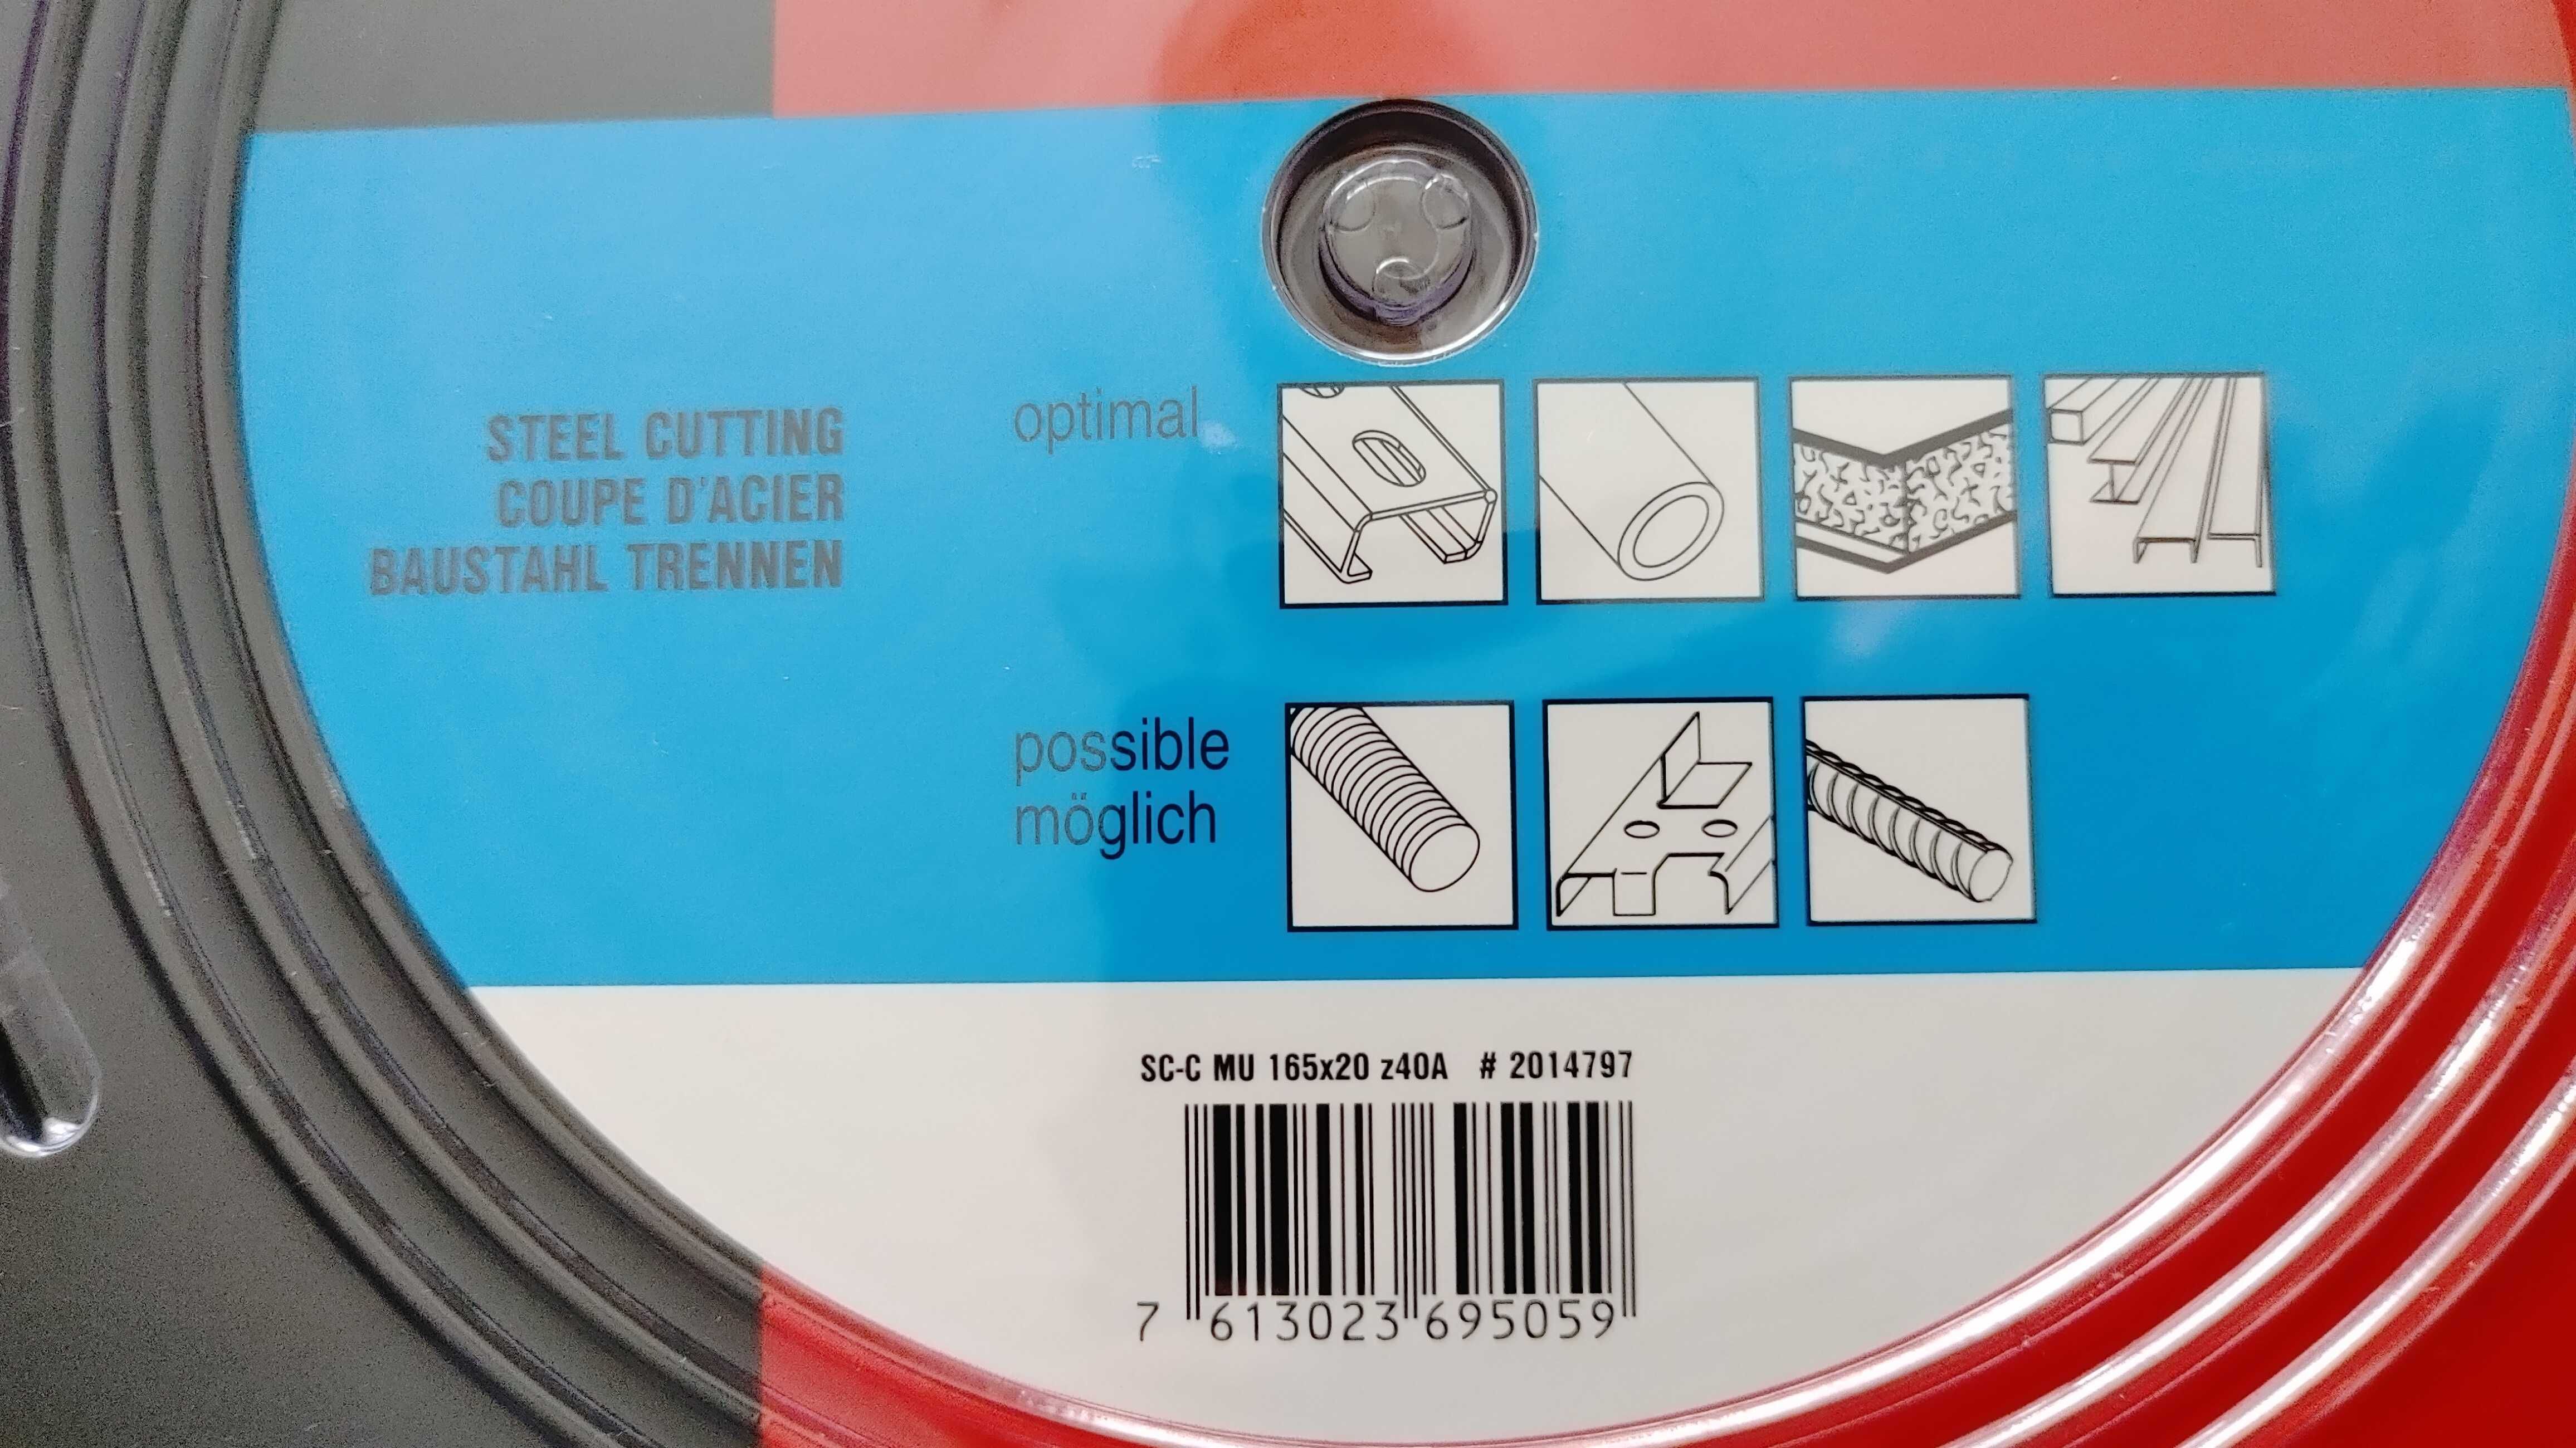 STEEL CUTTING
COUPE D'ACIER
BAUSTAHL TRENNEN
optimal
possible
möglich
SC-C MU 165x20 z40A # 2014797
7 613023 695059